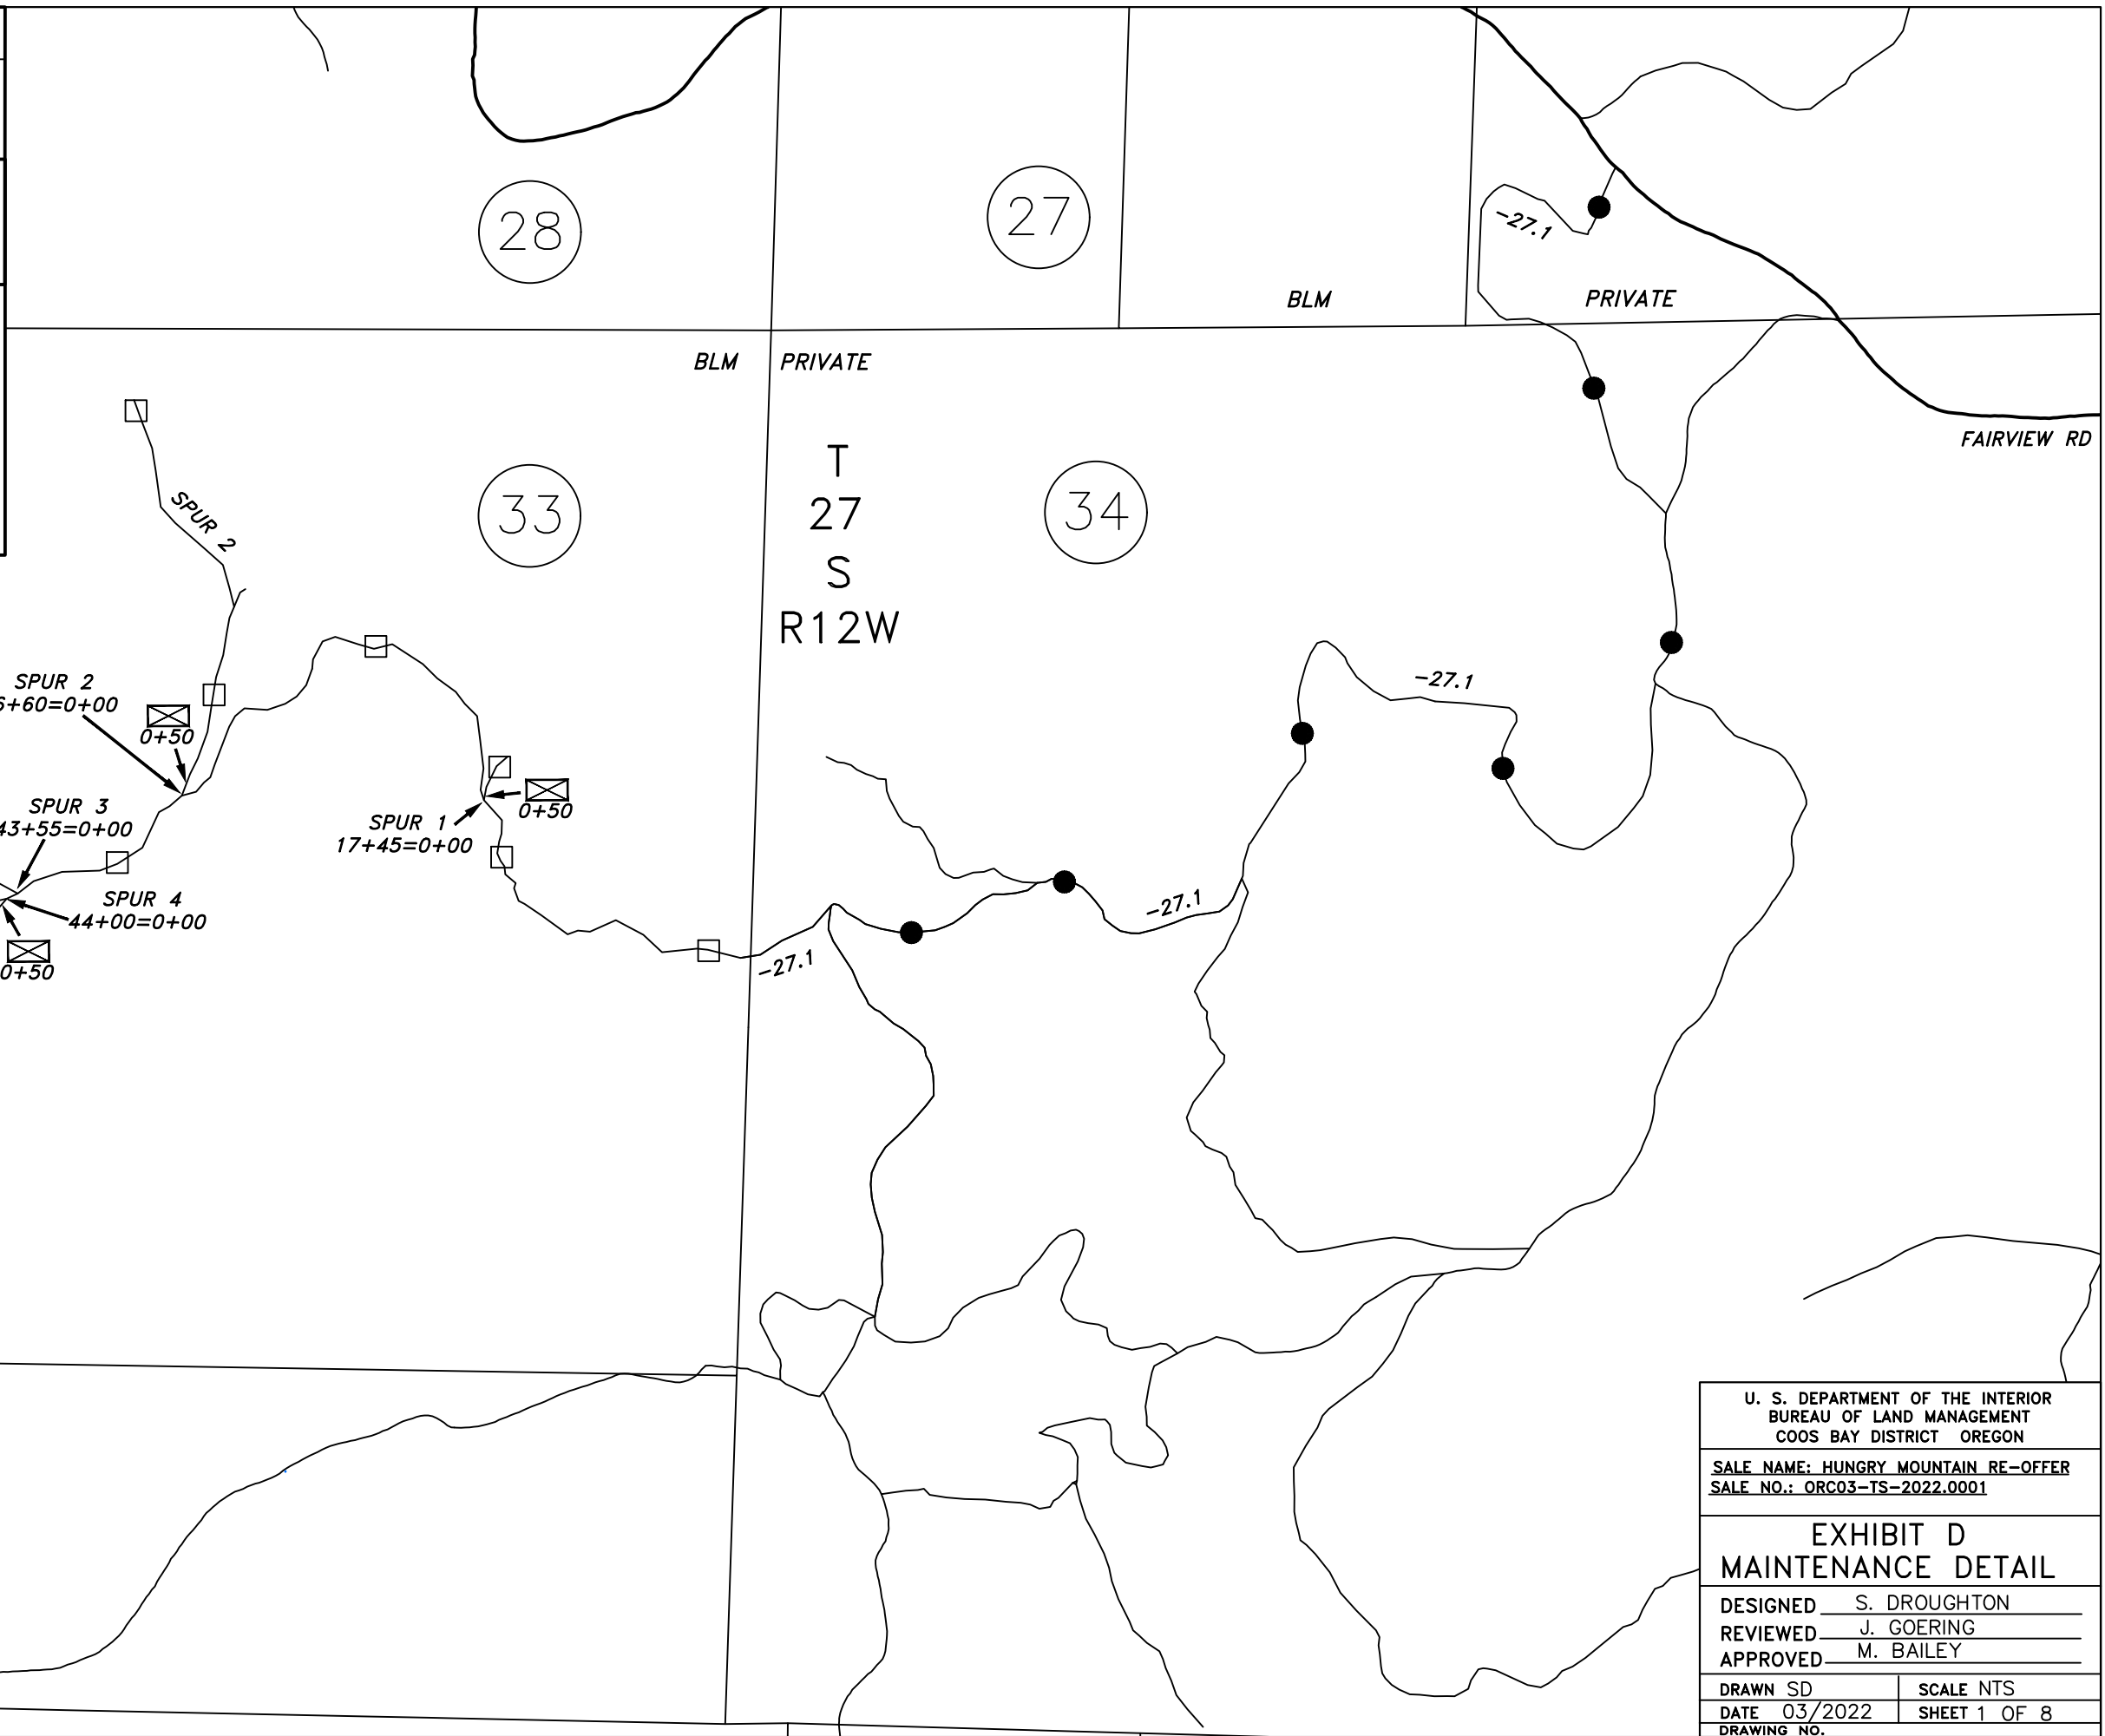 28
27
-27.1
BLM
PRIVATE
BLM
PRIVATE
FAIRVIEW RD
T
27
S
R12W
33
34
SPUR 2
SPUR 2
6+60=0+00
0+50
-27.1
SPUR 3
43+55=0+00
0+50
SPUR 1
17+45=0+00
SPUR 4
44+00=0+00
0+50
-27.1
-27.1
U. S. DEPARTMENT OF THE INTERIOR
BUREAU OF LAND MANAGEMENT
COOS BAY DISTRICT OREGON
SALE NAME: HUNGRY MOUNTAIN RE-OFFER
SALE NO.: ORC03-TS-2022.0001
EXHIBIT D
MAINTENANCE DETAIL
DESIGNED S. DROUGHTON
REVIEWED J. GOERING
APPROVED M. BAILEY
DRAWN SD
SCALE NTS
DATE 03/2022
SHEET 1 OF 8
DRAWING NO.